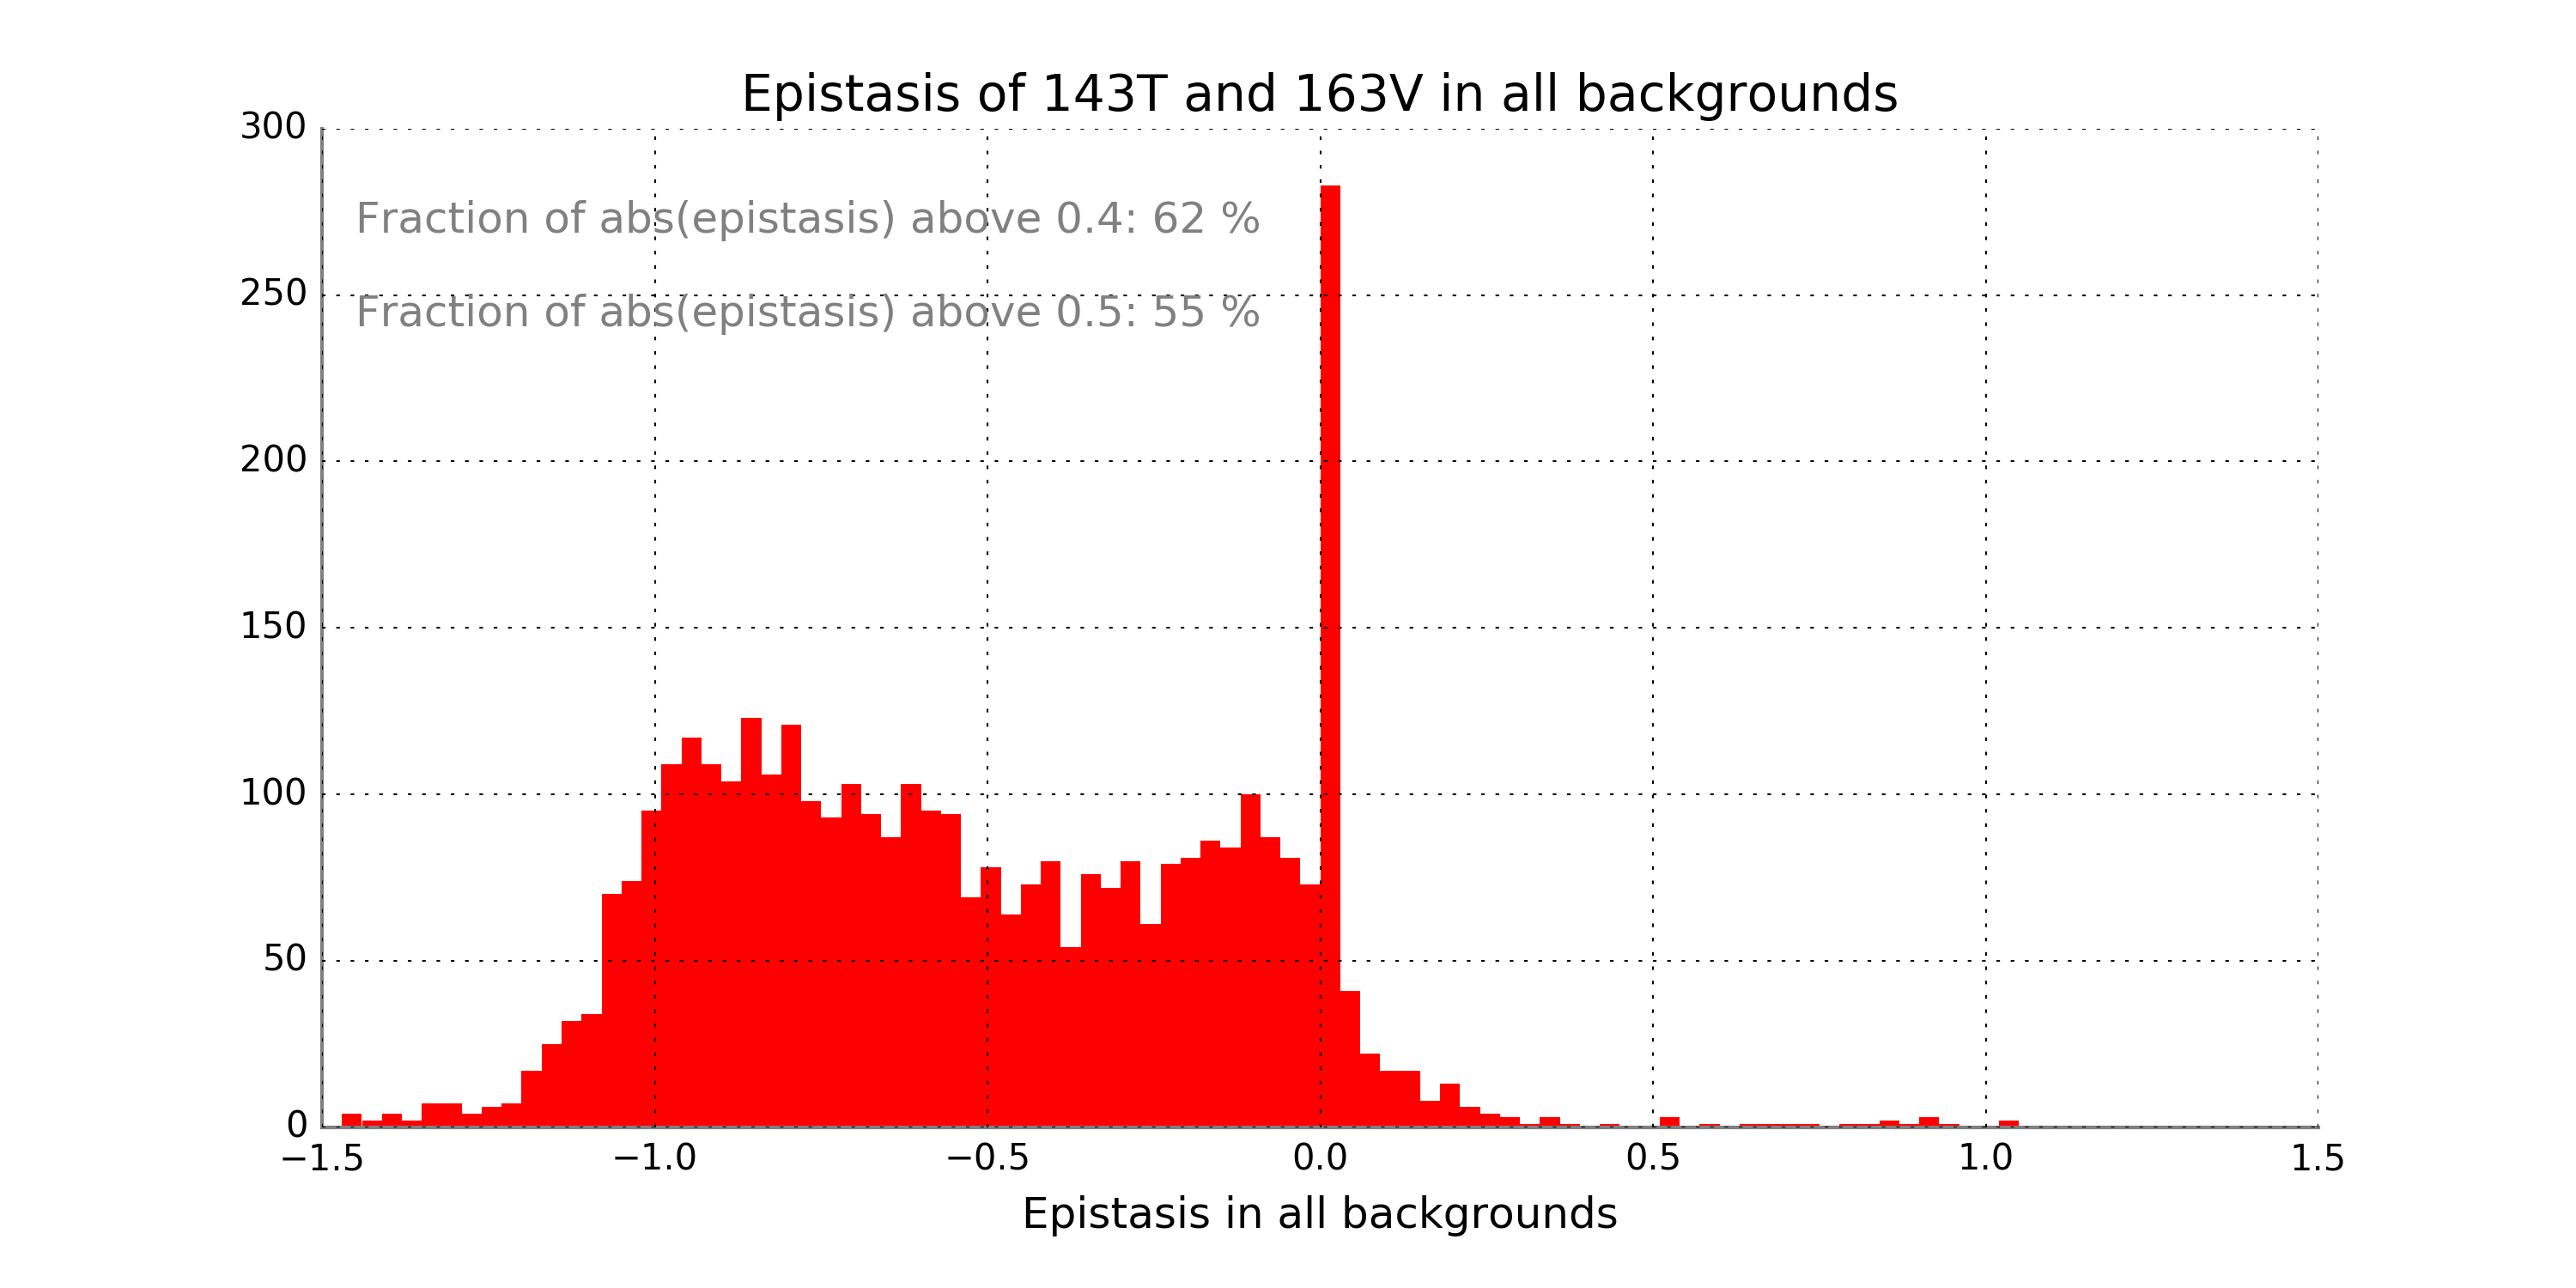 Epistasis of 143T and 163V in all backgrounds
300
Fraction of abs(epistasis) above 0.4: 62 %
250
Fraction of abs(epistasis) above 0.5: 55 %
200
150
100
50
0
−1.5 −1.0 −0.5 0.0 0.5 1.0 1.5
Epistasis in all backgrounds